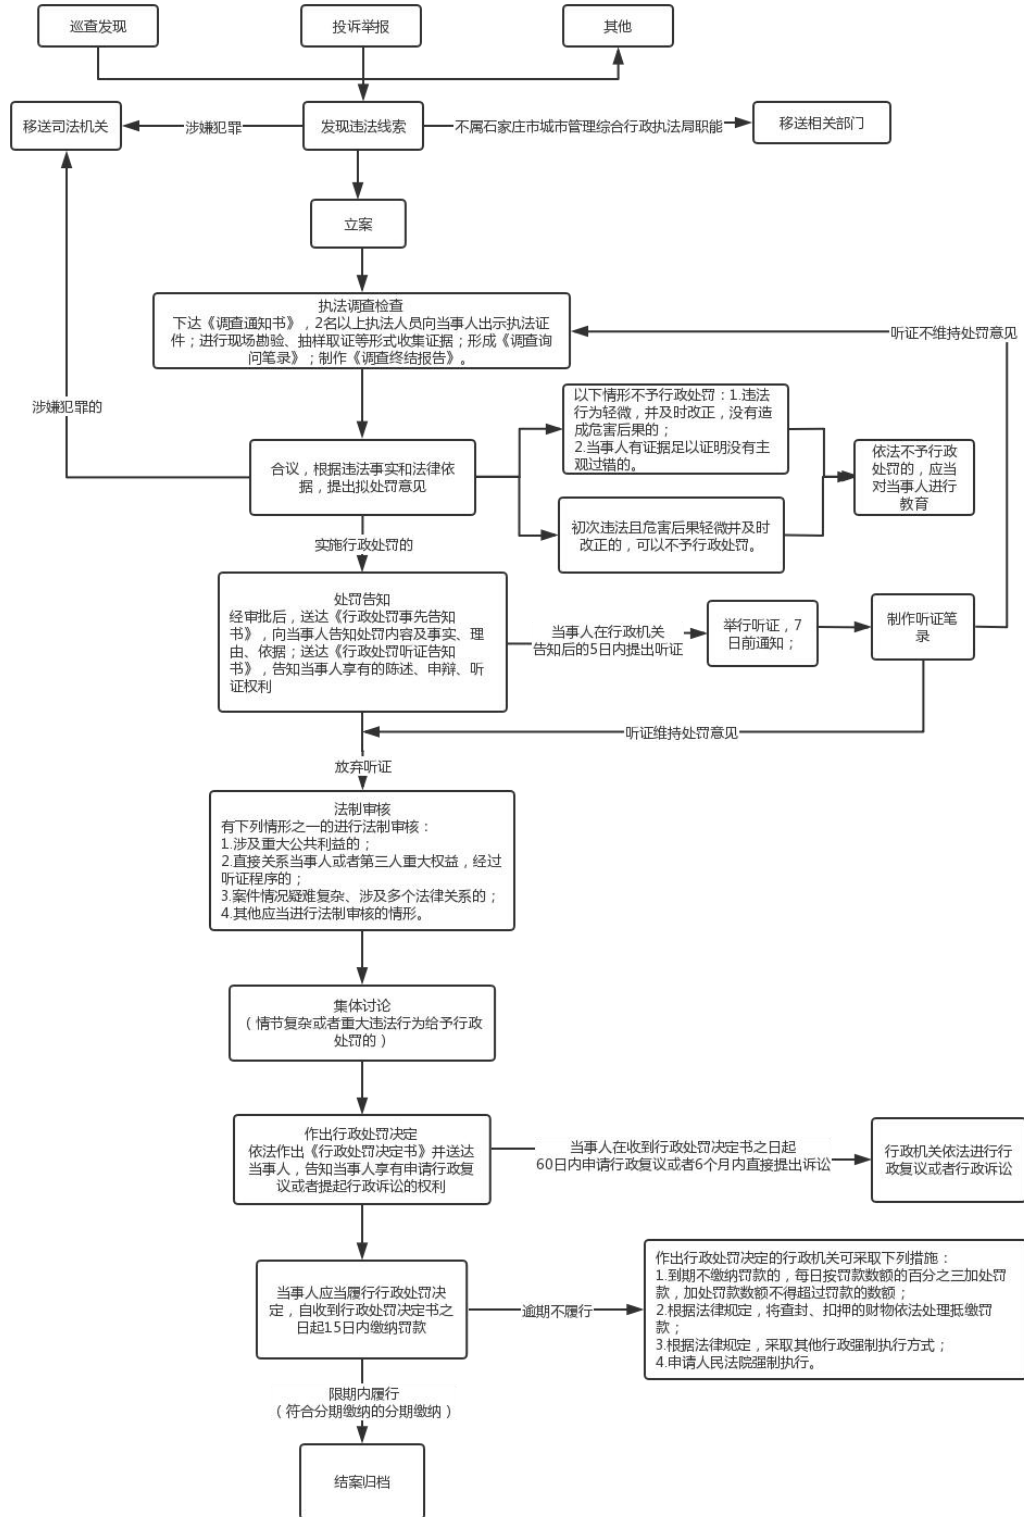 巡查发现
投诉举报
其他
移送司法机关
涉嫌犯罪
发现违法线索
不属石家庄市城市管理综合行政执法局职能
移送相关部门
立案
执法调查检查
下达《调查通知书》，2名以上执法人员向当事人出示执法证
件；进行现场勘验、抽样取证等形式收集证据；形成《调查询
问笔录》；制作《调查终结报告》。
听证不维持处罚意见
涉嫌犯罪的
合议，根据违法事实和法律依
据，提出拟处罚意见
以下情形不予行政处罚：1.违法
行为轻微，并及时改正，没有造
成危害后果的；
2.当事人有证据足以证明没有主
观过错的。
初次违法且危害后果轻微并及时
改正的，可以不予行政处罚。
依法不予行政
处罚的，应当
对当事人进行
教育
实施行政处罚的
处罚告知
经审批后，送达《行政处罚事先告知
书》，向当事人告知处罚内容及事实、理
由、依据；送达《行政处罚听证告知
书》，告知当事人享有的陈述、申辩、听
证权利
当事人在行政机关
告知后的5日内提出听证
举行听证，7
日前通知；
制作听证笔
录
听证维持处罚意见
放弃听证
法制审核
有下列情形之一的进行法制审核：
1.涉及重大公共利益的；
2.直接关系当事人或者第三人重大权益，经过
听证程序的；
3.案件情况疑难复杂、涉及多个法律关系的；
4.其他应当进行法制审核的情形。
集体讨论
（情节复杂或者重大违法行为给予行政
处罚的）
作出行政处罚决定
依法作出《行政处罚决定书》并送达
当事人，告知当事人享有申请行政复
议或者提起行政诉讼的权利
当事人在收到行政处罚决定书之日起
60日内申请行政复议或者6个月内直接提出诉讼
行政机关依法进行行
政复议或者行政诉讼
当事人应当履行行政处罚决
定，自收到行政处罚决定书之
日起15日内缴纳罚款
逾期不履行
作出行政处罚决定的行政机关可采取下列措施：
1.到期不缴纳罚款的，每日按罚款数额的百分之三加处罚
款，加处罚款数额不得超过罚款的数额；
2.根据法律规定，将查封、扣押的财物依法处理抵缴罚
款；
3.根据法律规定，采取其他行政强制执行方式；
4.申请人民法院强制执行。
限期内履行
（符合分期缴纳的分期缴纳）
结案归档